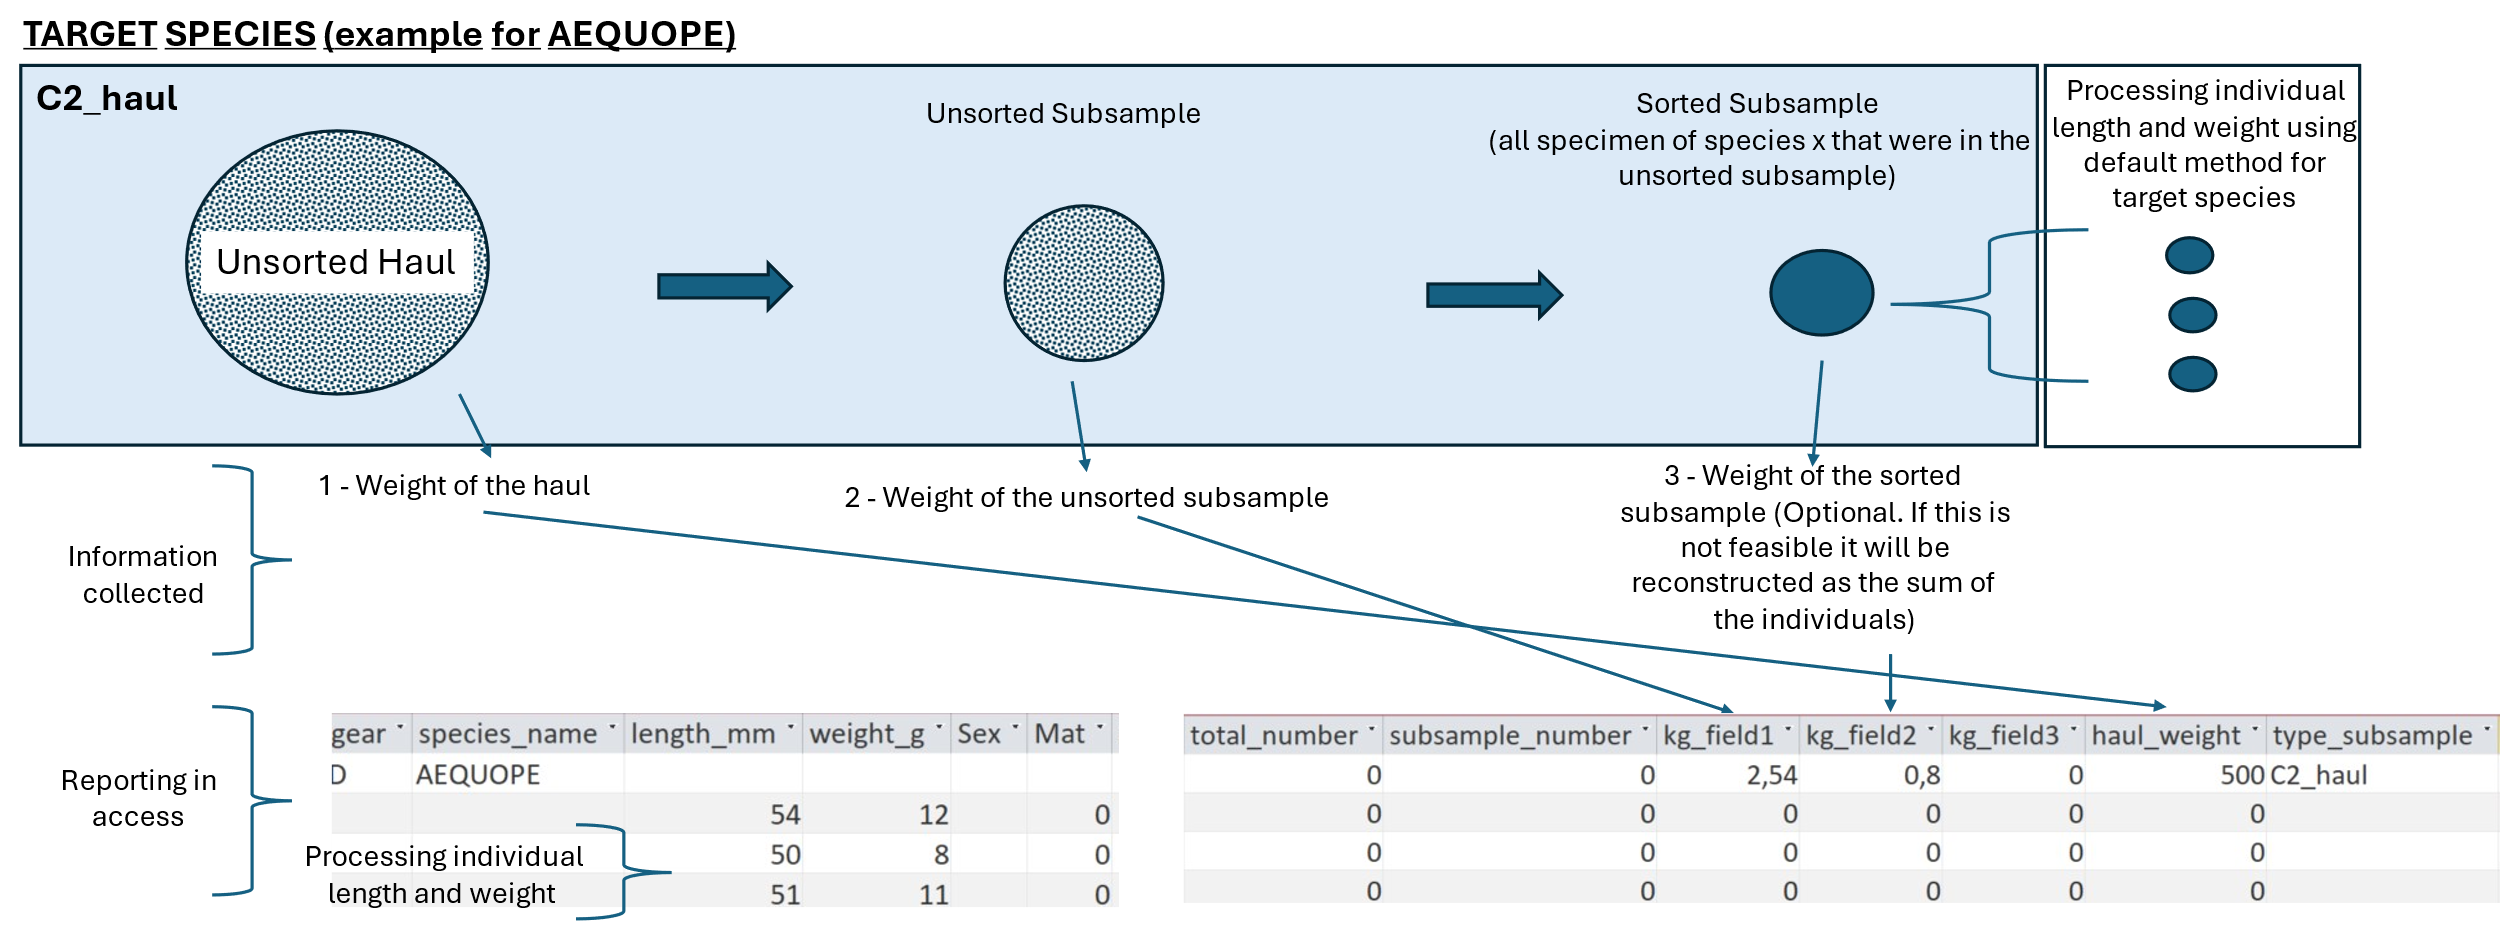 TARGET SPECIES (example for AEQUOPE)
C2_haul
Unsorted Haul
Unsorted Subsample
Sorted Subsample
(all specimen of species x that were in the
unsorted subsample)
Processing individual
length and weight using
default method for
target species
1 - Weight of the haul
2 - Weight of the unsorted subsample
3 - Weight of the sorted
subsample (Optional. If this is
not feasible it will be
reconstructed as the sum of
the individuals)
Information
collected
Reporting in
access
gear species_name length_mm weight_g Sex Mat
D AEQUOPE
54 12 0
50 8 0
51 11 0
Processing individual
length and weight
total_number subsample_number kg_field1 kg_field2 kg_field3 haul_weight type_subsample
0 0 2,54 0,8 0 500 C2_haul
0 0 0 0 0 0
0 0 0 0 0 0
0 0 0 0 0 0